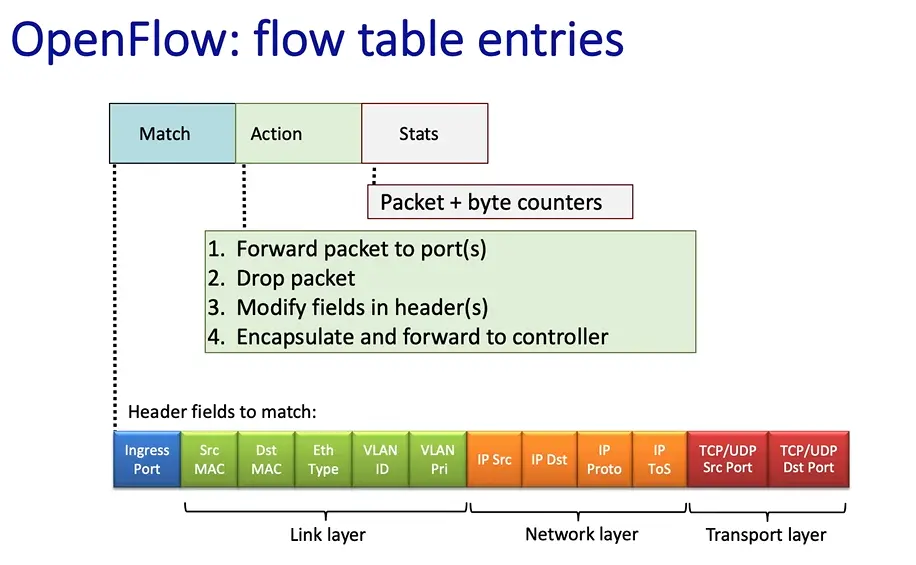 OpenFlow: flow table entries
Match Action Stats
Packet + byte counters
1. Forward packet to port(s)
2. Drop packet
3. Modify fields in header(s)
4. Encapsulate and forward to controller
Header fields to match:
Ingress Port
Src MAC
Dst MAC
Eth Type
VLAN ID
VLAN Pri
IP Src
IP Dst
IP Proto
IP ToS
TCP/UDP Src Port
TCP/UDP Dst Port
Link layer
Network layer
Transport layer